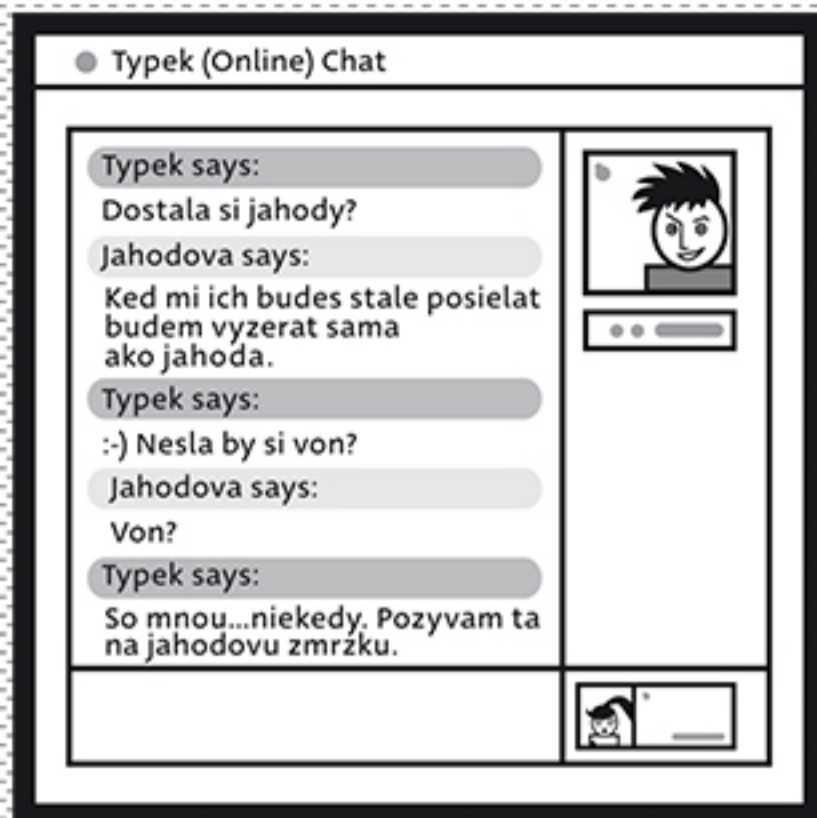 Typek (Online) Chat
Typek says:
Dostala si jahody?
Jahodova says:
Ked mi ich budes stale posielat
budem vyzerat sama
ako jahoda.
Typek says:
:-) Nesla by si von?
Jahodova says:
Von?
Typek says:
So mnou...niekedy. Pozyvam ta
na jahodovu zmrzku.